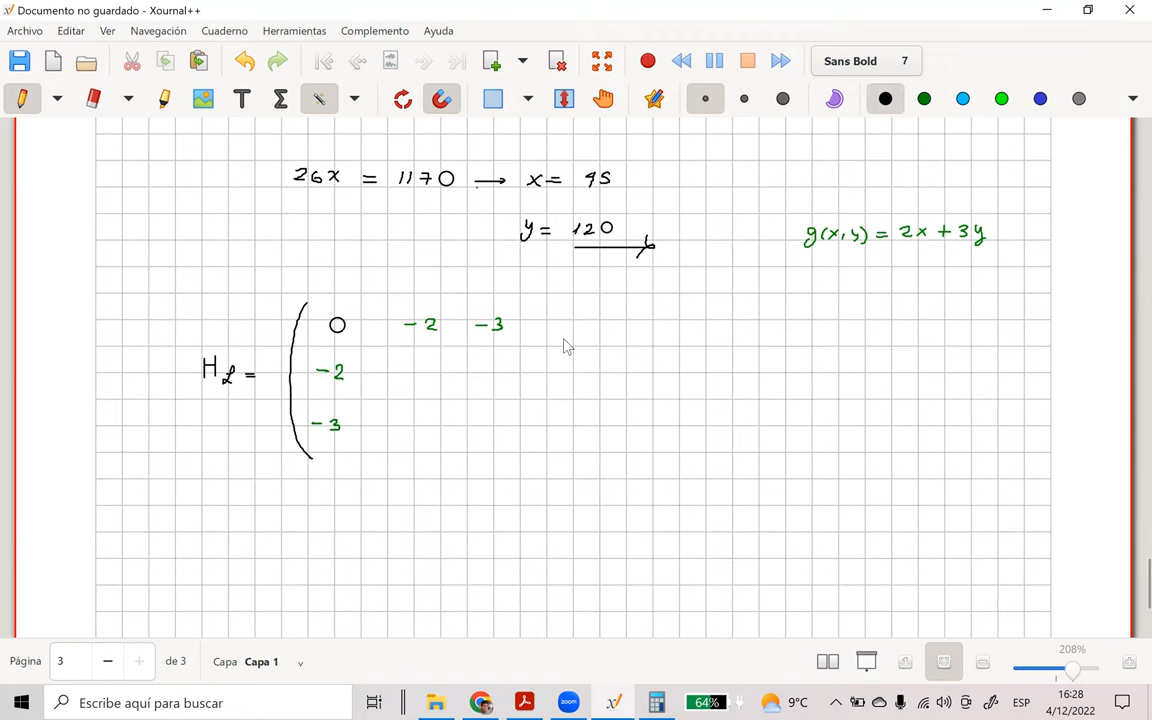 Documento no guardado - Xournal++
Archivo Editar Ver Navegación Cuaderno Herramientas Complemento Ayuda
Sans Bold 7
26x = 1170 → x = 45
y = 120
g(x,y) = 2x + 3y
0 -2 -3
H𝓛 = -2
-3
Página 3 de 3 Capa Capa 1 208%
Escribe aquí para buscar 64% 9°C ESP 16:28
4/12/2022